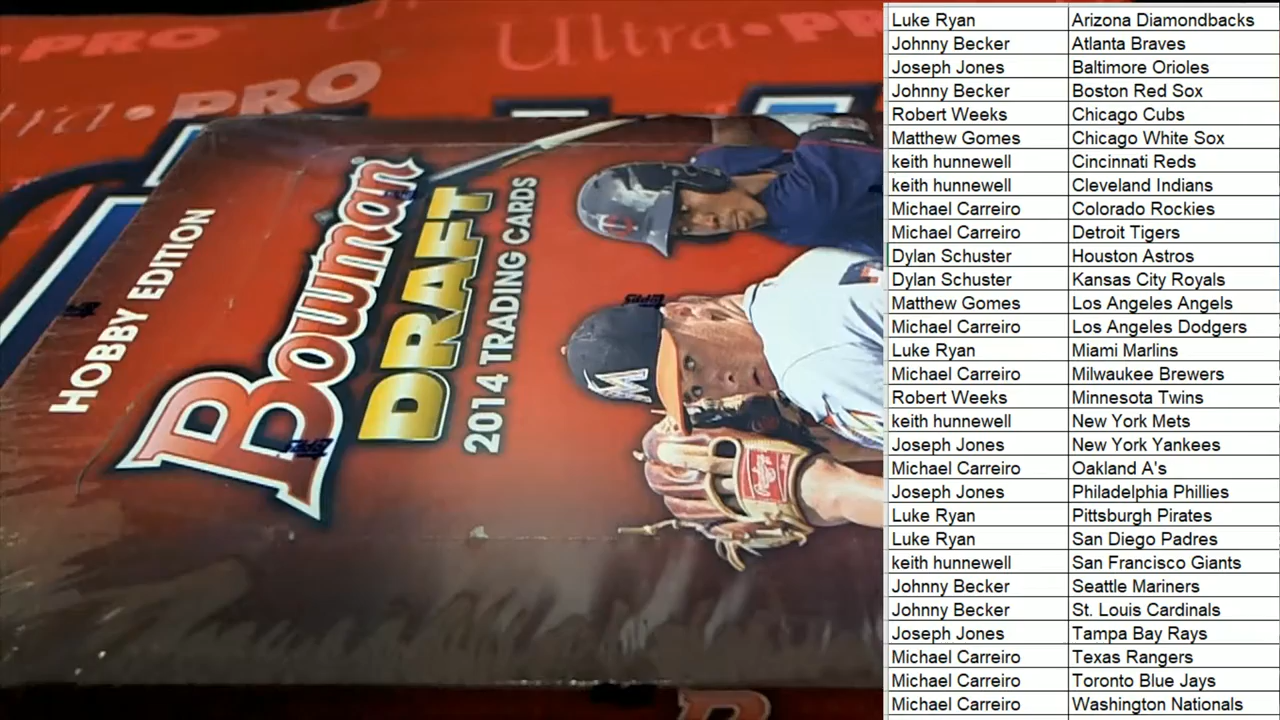 Ultra•PRO
PRO
HOBBY EDITION
Bowman
DRAFT
2014 TRADING CARDS
Rawlings
Luke Ryan Arizona Diamondbacks
Johnny Becker Atlanta Braves
Joseph Jones Baltimore Orioles
Johnny Becker Boston Red Sox
Robert Weeks Chicago Cubs
Matthew Gomes Chicago White Sox
keith hunnewell Cincinnati Reds
keith hunnewell Cleveland Indians
Michael Carreiro Colorado Rockies
Michael Carreiro Detroit Tigers
Dylan Schuster Houston Astros
Dylan Schuster Kansas City Royals
Matthew Gomes Los Angeles Angels
Michael Carreiro Los Angeles Dodgers
Luke Ryan Miami Marlins
Michael Carreiro Milwaukee Brewers
Robert Weeks Minnesota Twins
keith hunnewell New York Mets
Joseph Jones New York Yankees
Michael Carreiro Oakland A's
Joseph Jones Philadelphia Phillies
Luke Ryan Pittsburgh Pirates
Luke Ryan San Diego Padres
keith hunnewell San Francisco Giants
Johnny Becker Seattle Mariners
Johnny Becker St. Louis Cardinals
Joseph Jones Tampa Bay Rays
Michael Carreiro Texas Rangers
Michael Carreiro Toronto Blue Jays
Michael Carreiro Washington Nationals